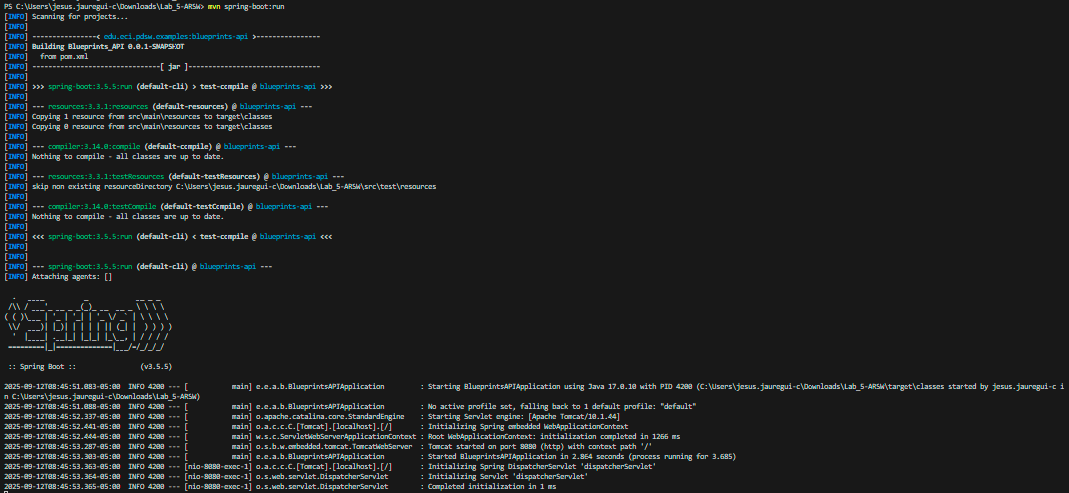 PS C:\Users\jesus.jauregui-c\Downloads\Lab_5-ARSW> mvn spring-boot:run
[INFO] Scanning for projects...
[INFO]
[INFO] ----------------< edu.eci.pdsw.examples:blueprints-api >----------------
[INFO] Building Blueprints_API 0.0.1-SNAPSHOT
[INFO]   from pom.xml
[INFO] --------------------------------[ jar ]---------------------------------
[INFO]
[INFO] >>> spring-boot:3.5.5:run (default-cli) > test-compile @ blueprints-api >>>
[INFO]
[INFO] --- resources:3.3.1:resources (default-resources) @ blueprints-api ---
[INFO] Copying 1 resource from src\main\resources to target\classes
[INFO] Copying 0 resource from src\main\resources to target\classes
[INFO]
[INFO] --- compiler:3.14.0:compile (default-compile) @ blueprints-api ---
[INFO] Nothing to compile - all classes are up to date.
[INFO]
[INFO] --- resources:3.3.1:testResources (default-testResources) @ blueprints-api ---
[INFO] skip non existing resourceDirectory C:\Users\jesus.jauregui-c\Downloads\Lab_5-ARSW\src\test\resources
[INFO]
[INFO] --- compiler:3.14.0:testCompile (default-testCompile) @ blueprints-api ---
[INFO] Nothing to compile - all classes are up to date.
[INFO]
[INFO] <<< spring-boot:3.5.5:run (default-cli) < test-compile @ blueprints-api <<<
[INFO]
[INFO]
[INFO] --- spring-boot:3.5.5:run (default-cli) @ blueprints-api ---
[INFO] Attaching agents: []
  .   ____          _            __ _ _
 /\\ / ___'_ __ _ _(_)_ __  __ _ \ \ \ \
( ( )\___ | '_ | '_| | '_ \/ _` | \ \ \ \
 \\/  ___)| |_)| | | | | || (_| |  ) ) ) )
  '  |____| .__|_| |_|_| |_\__, | / / / /
 =========|_|==============|___/=/_/_/_/
 :: Spring Boot ::                (v3.5.5)
2025-09-12T08:45:51.083-05:00  INFO 4200 --- [           main] e.e.a.b.BlueprintsAPIApplication         : Starting BlueprintsAPIApplication using Java 17.0.10 with PID 4200 (C:\Users\jesus.jauregui-c\Downloads\Lab_5-ARSW\target\classes started by jesus.jauregui-c i
n C:\Users\jesus.jauregui-c\Downloads\Lab_5-ARSW)
2025-09-12T08:45:51.088-05:00  INFO 4200 --- [           main] e.e.a.b.BlueprintsAPIApplication         : No active profile set, falling back to 1 default profile: "default"
2025-09-12T08:45:52.337-05:00  INFO 4200 --- [           main] o.apache.catalina.core.StandardEngine    : Starting Servlet engine: [Apache Tomcat/10.1.44]
2025-09-12T08:45:52.441-05:00  INFO 4200 --- [           main] o.a.c.c.C.[Tomcat].[localhost].[/]       : Initializing Spring embedded WebApplicationContext
2025-09-12T08:45:52.444-05:00  INFO 4200 --- [           main] w.s.c.ServletWebServerApplicationContext : Root WebApplicationContext: initialization completed in 1266 ms
2025-09-12T08:45:53.287-05:00  INFO 4200 --- [           main] o.s.b.w.embedded.tomcat.TomcatWebServer  : Tomcat started on port 8080 (http) with context path '/'
2025-09-12T08:45:53.303-05:00  INFO 4200 --- [           main] e.e.a.b.BlueprintsAPIApplication         : Started BlueprintsAPIApplication in 2.864 seconds (process running for 3.685)
2025-09-12T08:45:53.363-05:00  INFO 4200 --- [nio-8080-exec-1] o.a.c.c.C.[Tomcat].[localhost].[/]       : Initializing Spring DispatcherServlet 'dispatcherServlet'
2025-09-12T08:45:53.364-05:00  INFO 4200 --- [nio-8080-exec-1] o.s.web.servlet.DispatcherServlet        : Initializing Servlet 'dispatcherServlet'
2025-09-12T08:45:53.365-05:00  INFO 4200 --- [nio-8080-exec-1] o.s.web.servlet.DispatcherServlet        : Completed initialization in 1 ms